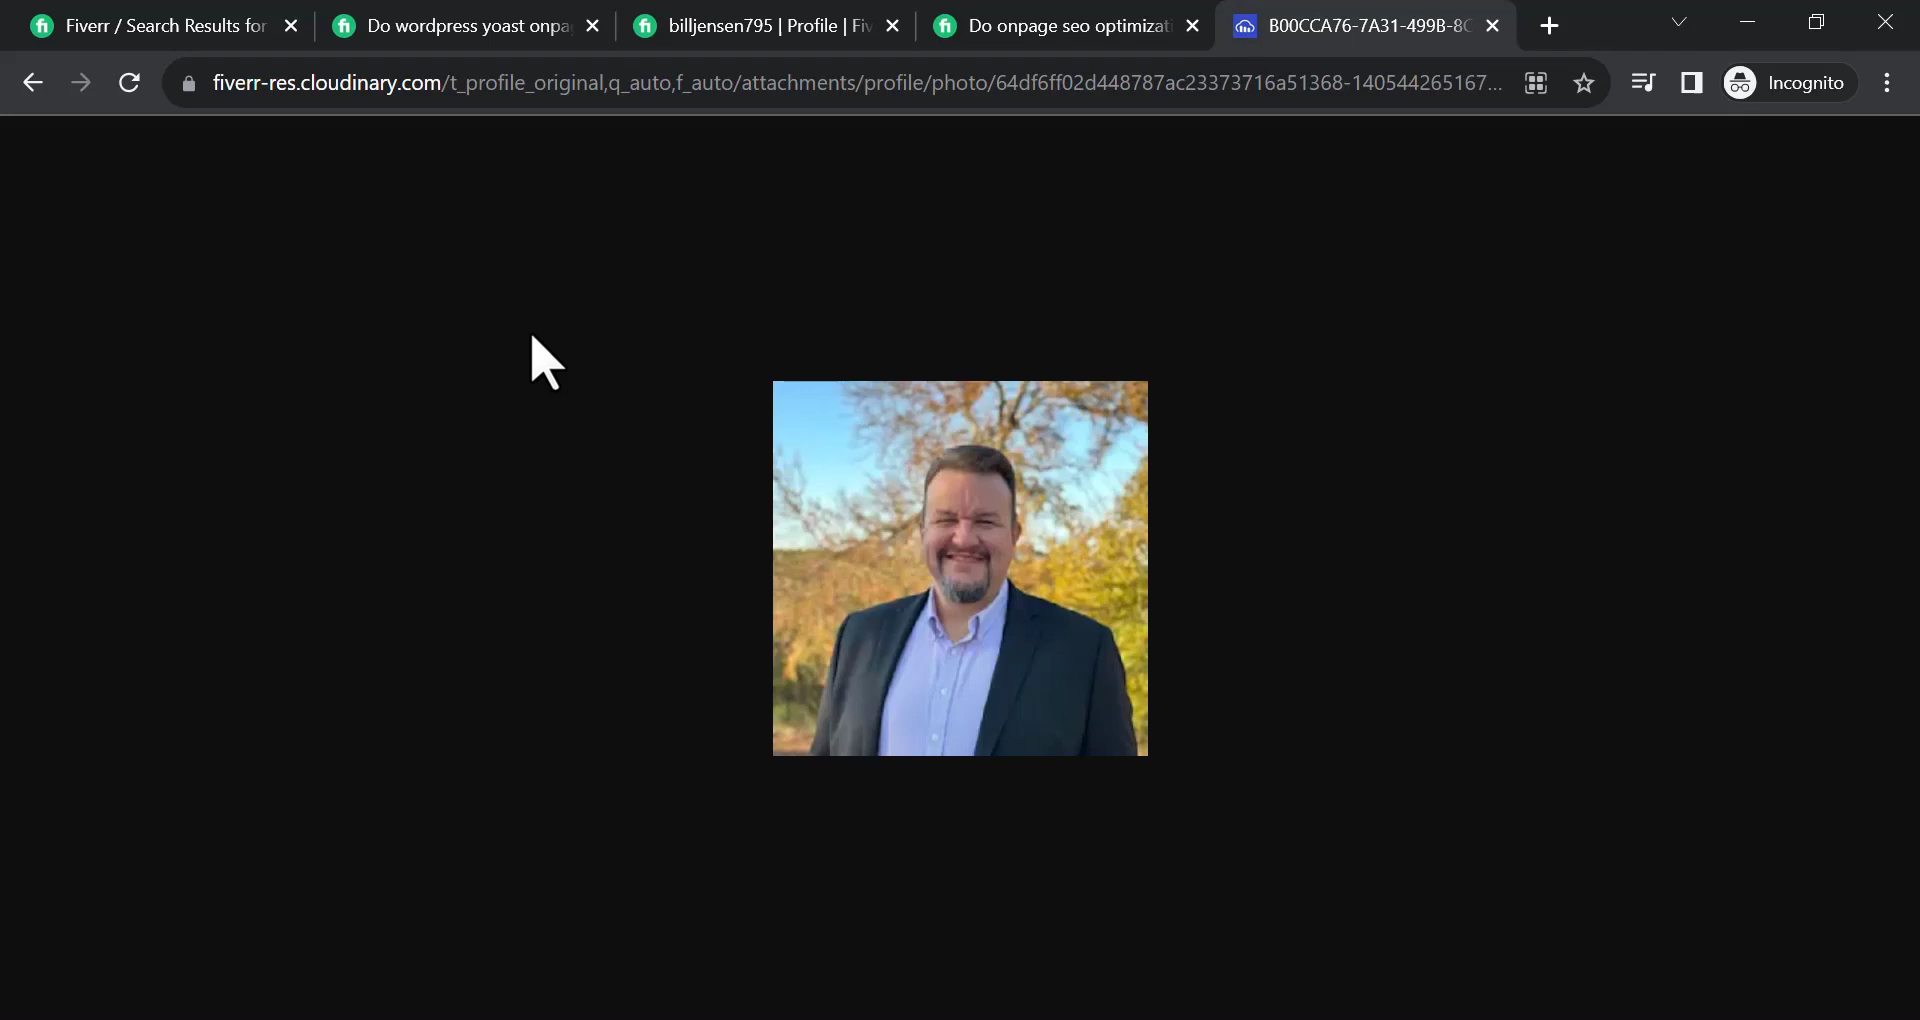 Fiverr / Search Results for
Do wordpress yoast onpa
billjensen795 | Profile | Fiv
Do onpage seo optimizati
B00CCA76-7A31-499B-8C
fiverr-res.cloudinary.com/t_profile_original,q_auto,f_auto/attachments/profile/photo/64df6ff02d448787ac23373716a51368-140544265167...
Incognito